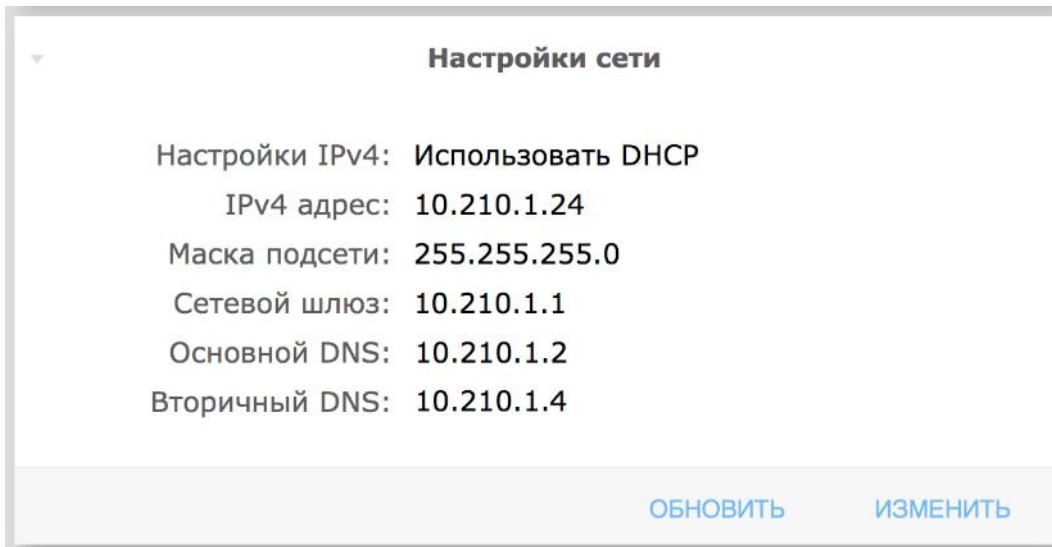 Настройки сети
Настройки IPv4: Использовать DHCP
IPv4 адрес: 10.210.1.24
Маска подсети: 255.255.255.0
Сетевой шлюз: 10.210.1.1
Основной DNS: 10.210.1.2
Вторичный DNS: 10.210.1.4
ОБНОВИТЬ ИЗМЕНИТЬ